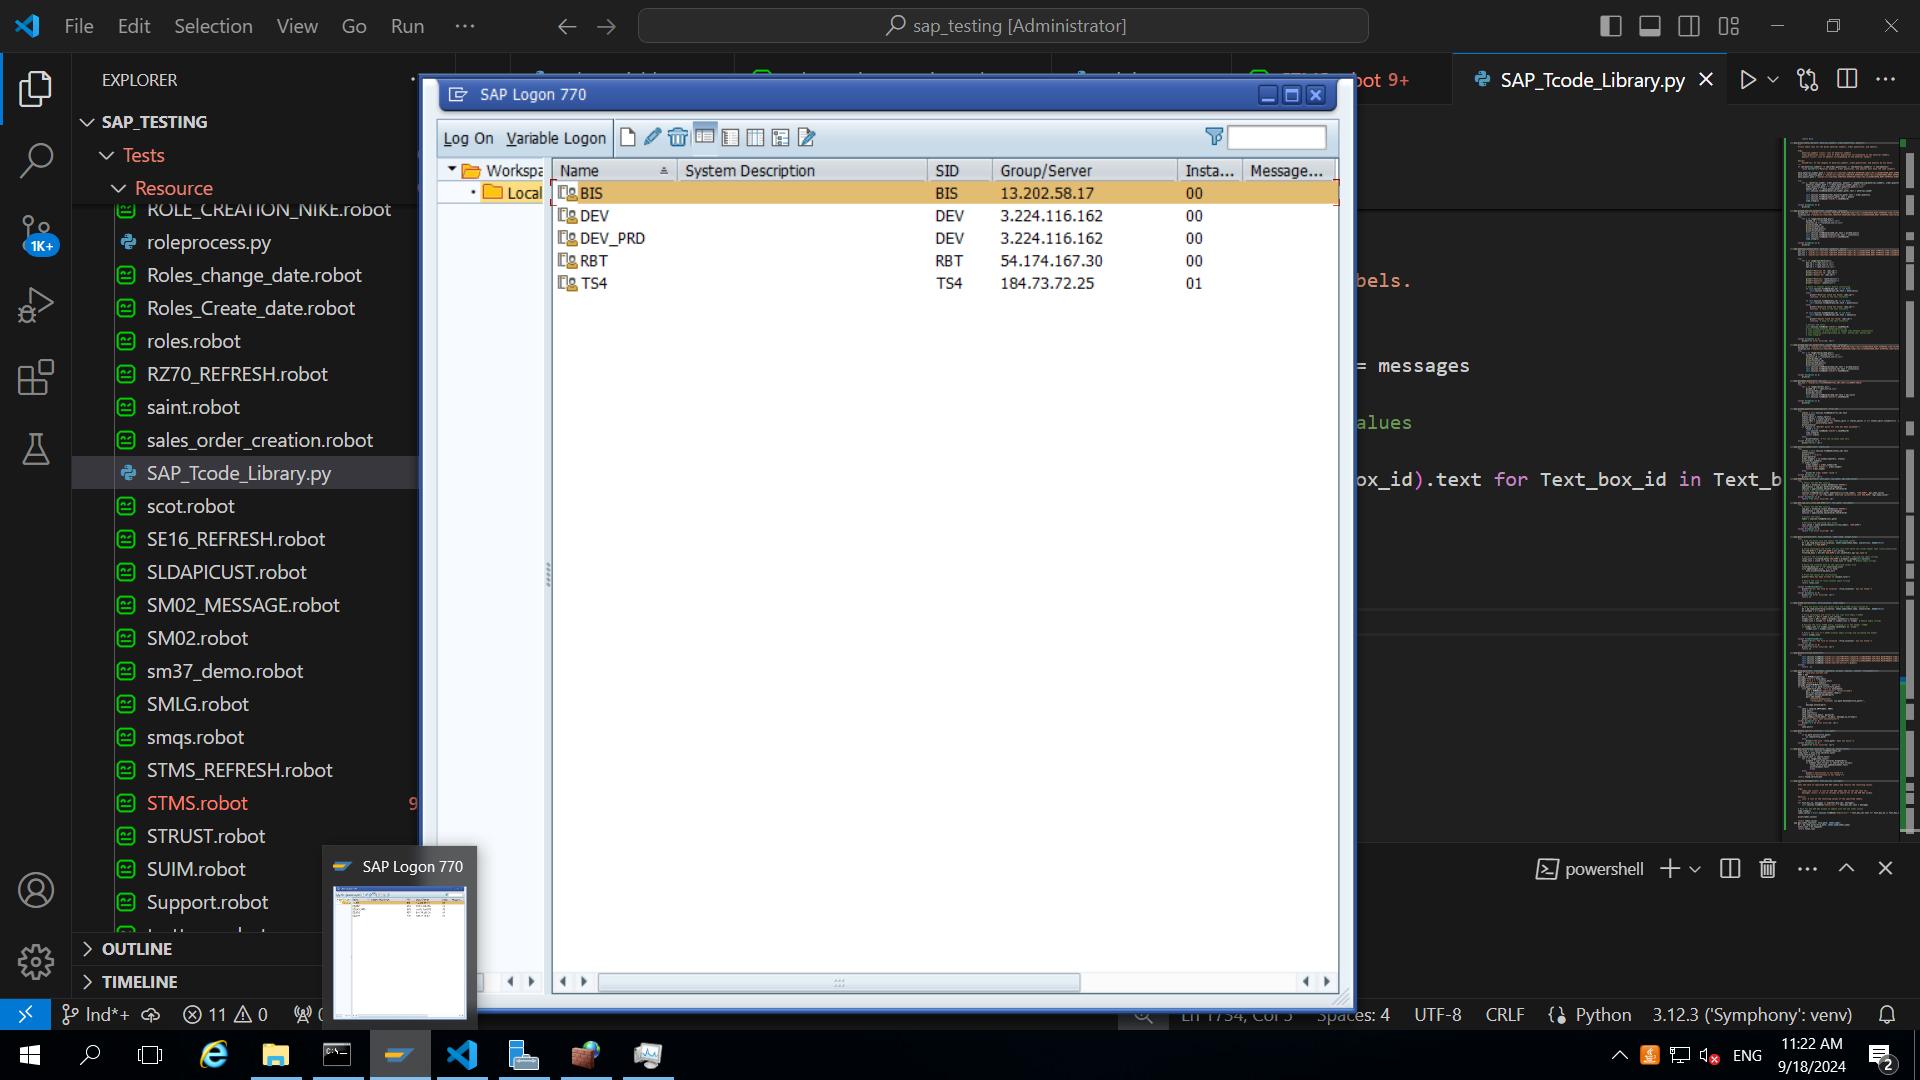 File Edit Selection View Go Run ···
sap_testing [Administrator]
EXPLORER
SAP_TESTING
Tests
Resource
ROLE_CREATION_NIKE.robot
roleprocess.py
Roles_change_date.robot
Roles_Create_date.robot
roles.robot
RZ70_REFRESH.robot
saint.robot
sales_order_creation.robot
SAP_Tcode_Library.py
scot.robot
SE16_REFRESH.robot
SLDAPICUST.robot
SM02_MESSAGE.robot
SM02.robot
sm37_demo.robot
SMLG.robot
smqs.robot
STMS_REFRESH.robot
STMS.robot 9
STRUST.robot
SUIM.robot
Support.robot
OUTLINE
TIMELINE
1K+
SAP Logon 770
Log On Variable Logon
Workspa
Local
Name System Description SID Group/Server Insta... Message...
BIS BIS 13.202.58.17 00
DEV DEV 3.224.116.162 00
DEV_PRD DEV 3.224.116.162 00
RBT RBT 54.174.167.30 00
TS4 TS4 184.73.72.25 01
SAP Logon 770
bot 9+
SAP_Tcode_Library.py
bels.
= messages
alues
ox_id).text for Text_box_id in Text_b
powershell
Ind*+ 11 0
Spaces: 4 UTF-8 CRLF Python 3.12.3 ('Symphony': venv)
ENG
11:22 AM
9/18/2024
2